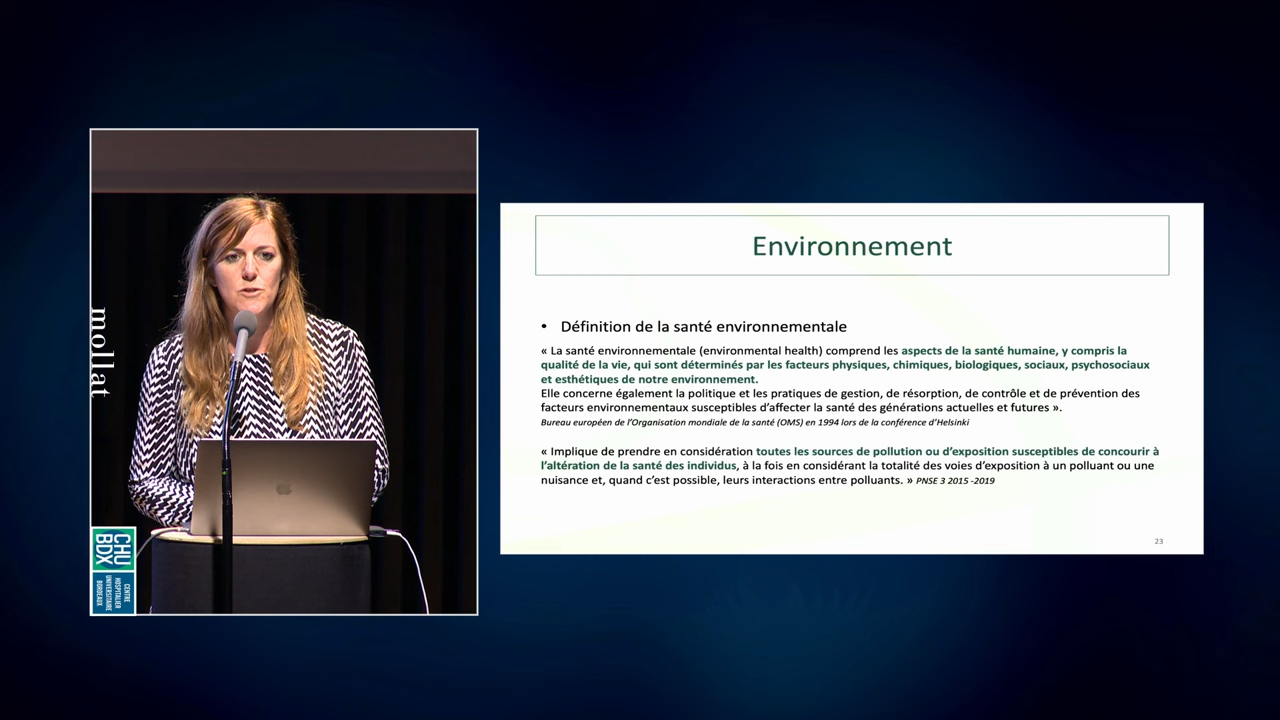 mollat
CHU
BDX
CENTRE
HOSPITALIER
UNIVERSITAIRE
BORDEAUX
Environnement
• Définition de la santé environnementale
« La santé environnementale (environmental health) comprend les aspects de la santé humaine, y compris la
qualité de la vie, qui sont déterminés par les facteurs physiques, chimiques, biologiques, sociaux, psychosociaux
et esthétiques de notre environnement.
Elle concerne également la politique et les pratiques de gestion, de résorption, de contrôle et de prévention des
facteurs environnementaux susceptibles d’affecter la santé des générations actuelles et futures ».
Bureau européen de l’Organisation mondiale de la santé (OMS) en 1994 lors de la conférence d’Helsinki
« Implique de prendre en considération toutes les sources de pollution ou d’exposition susceptibles de concourir à
l’altération de la santé des individus, à la fois en considérant la totalité des voies d’exposition à un polluant ou une
nuisance et, quand c’est possible, leurs interactions entre polluants. » PNSE 3 2015 -2019
23